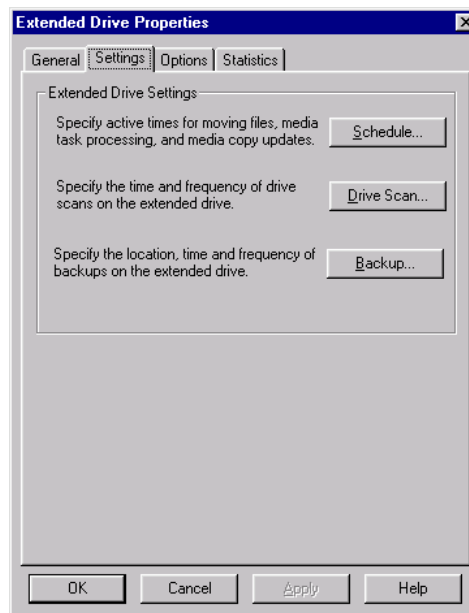 Extended Drive Properties
General Settings Options Statistics
Extended Drive Settings
Specify active times for moving files, media
task processing, and media copy updates.
Schedule...
Specify the time and frequency of drive
scans on the extended drive.
Drive Scan...
Specify the location, time and frequency of
backups on the extended drive.
Backup...
OK Cancel Apply Help